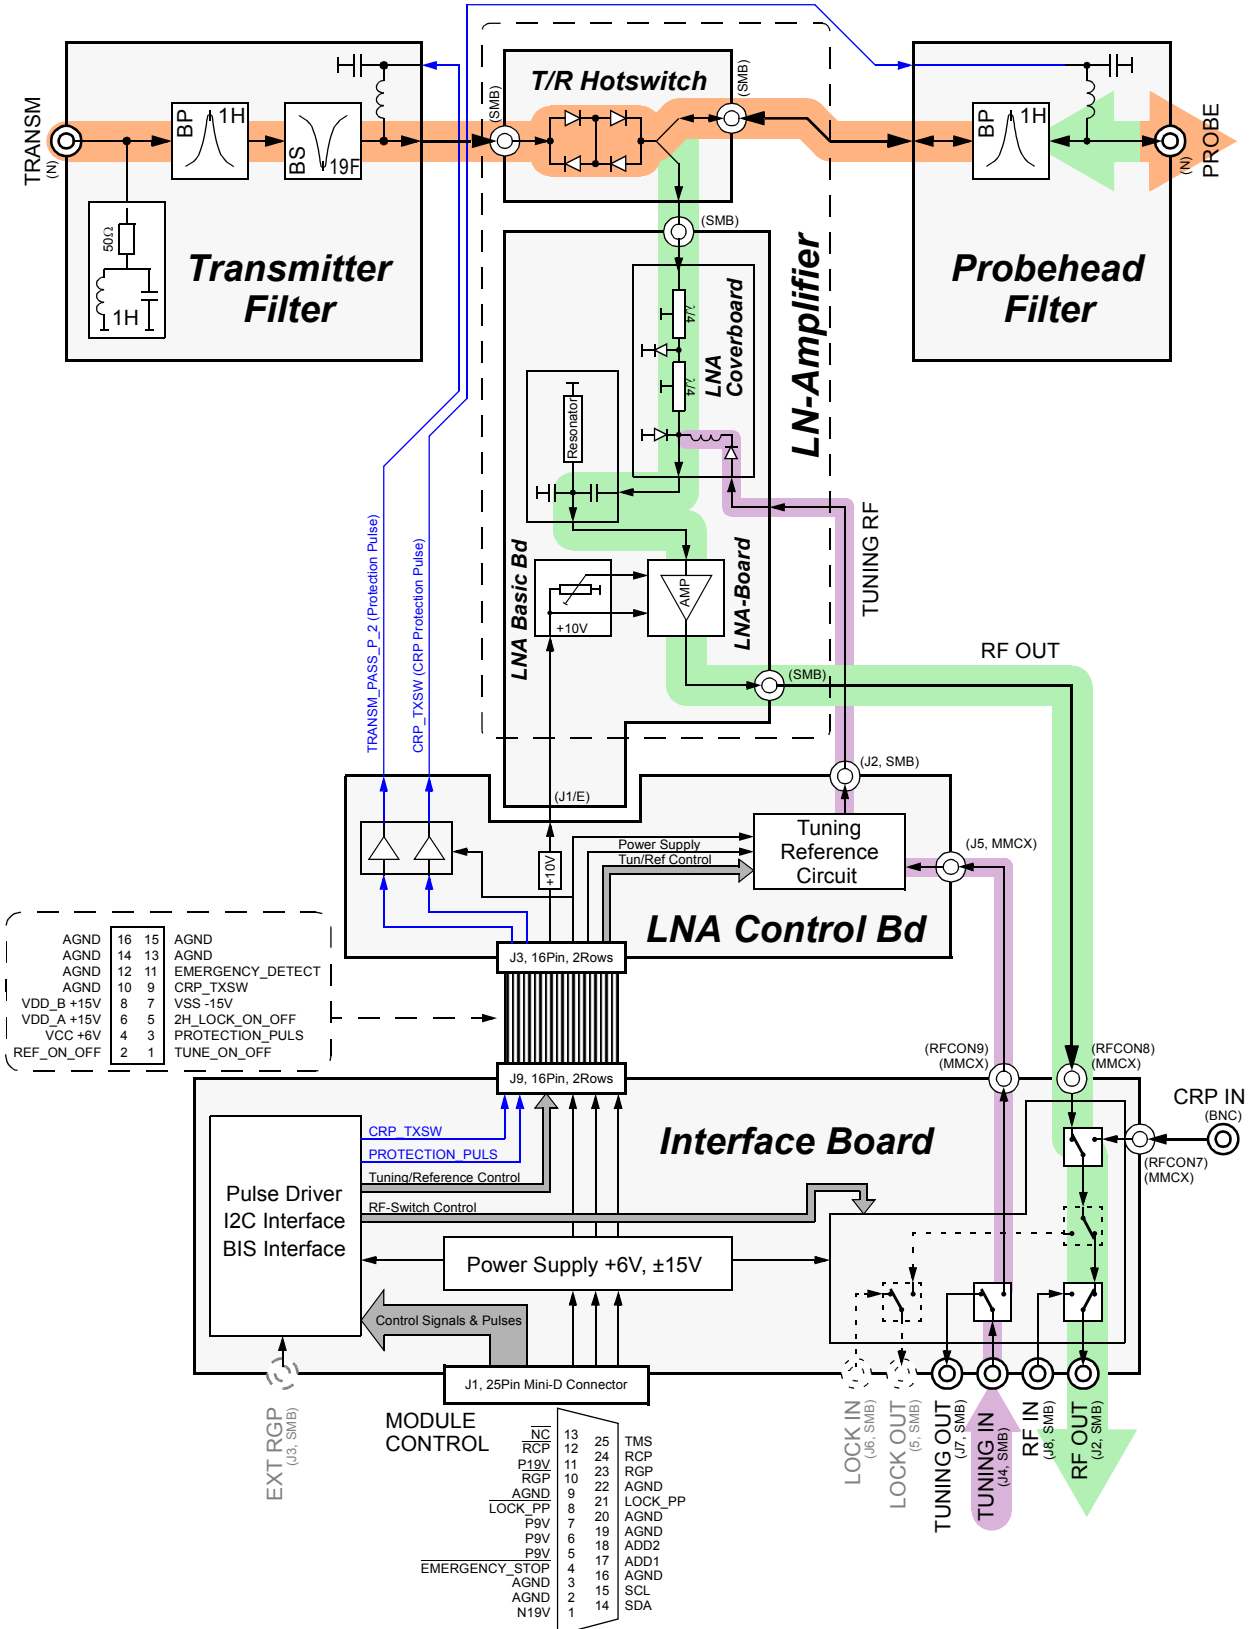 TRANSM
(N)
BP
1H
BS
19F
50Ω
1H
Transmitter
Filter
(SMB)
T/R Hotswitch
(SMB)
BP
1H
PROBE
(N)
Probehead
Filter
(SMB)
LN-Amplifier
λ/4
λ/4
LNA
Coverboard
Resonator
LNA Basic Bd
+10V
AMP
LNA-Board
TUNING RF
(SMB)
RF OUT
TRANSM_PASS_P_2 (Protection Pulse)
CRP_TXSW (CRP Protection Pulse)
(J2, SMB)
(J1/E)
+10V
Power Supply
Tun/Ref Control
Tuning
Reference
Circuit
(J5, MMCX)
LNA Control Bd
J3, 16Pin, 2Rows
AGND 16 15 AGND
AGND 14 13 AGND
AGND 12 11 EMERGENCY_DETECT
AGND 10 9 CRP_TXSW
VDD_B +15V 8 7 VSS -15V
VDD_A +15V 6 5 2H_LOCK_ON_OFF
VCC +6V 4 3 PROTECTION_PULS
REF_ON_OFF 2 1 TUNE_ON_OFF
J9, 16Pin, 2Rows
(RFCON9)
(MMCX)
(RFCON8)
(MMCX)
CRP IN
(BNC)
(RFCON7)
(MMCX)
Interface Board
CRP_TXSW
PROTECTION_PULS
Tuning/Reference Control
RF-Switch Control
Pulse Driver
I2C Interface
BIS Interface
Power Supply +6V, ±15V
Control Signals & Pulses
J1, 25Pin Mini-D Connector
EXT RGP
(J3, SMB)
MODULE
CONTROL
LOCK IN
(J6, SMB)
LOCK OUT
(5, SMB)
TUNING OUT
(J7, SMB)
TUNING IN
(J4, SMB)
RF IN
(J8, SMB)
RF OUT
(J2, SMB)
NC 13
25 TMS
RCP 12
24 RCP
P19V 11
23 RGP
RGP 10
22 AGND
AGND 9
21 LOCK_PP
LOCK_PP 8
20 AGND
P9V 7
19 AGND
P9V 6
18 ADD2
P9V 5
17 ADD1
EMERGENCY_STOP 4
16 AGND
AGND 3
15 SCL
AGND 2
14 SDA
N19V 1